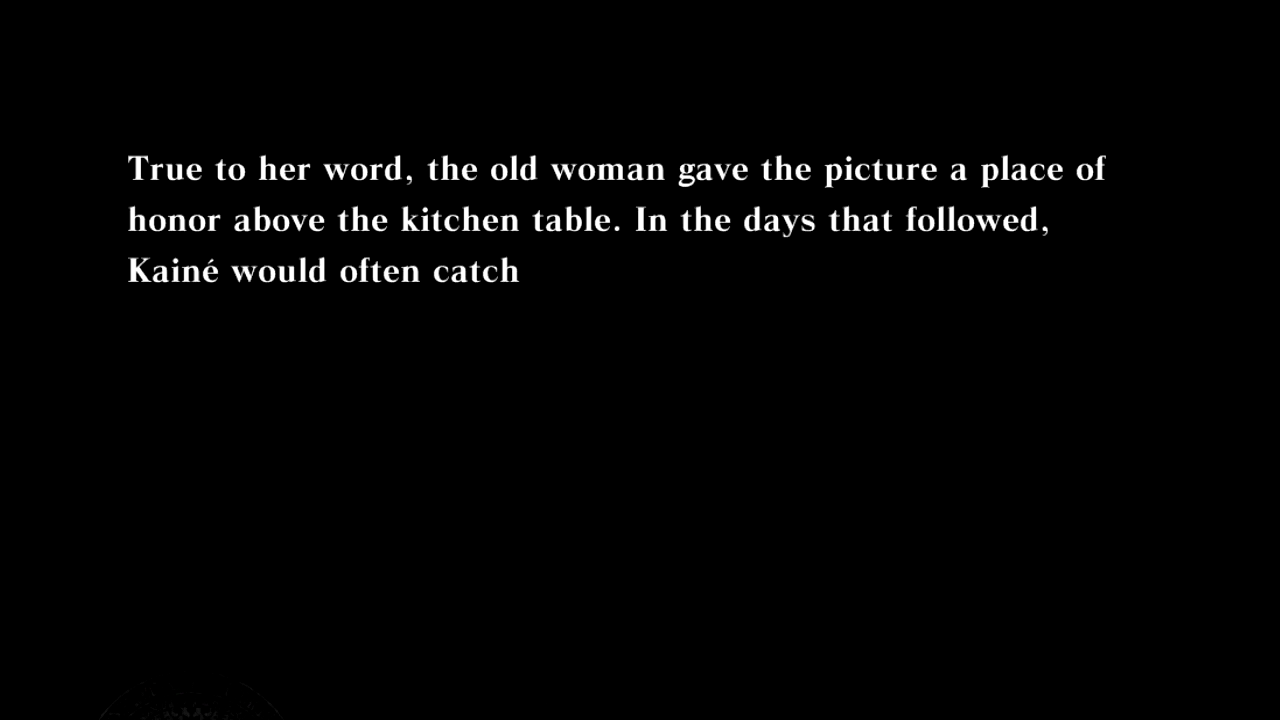 True to her word, the old woman gave the picture a place of
honor above the kitchen table. In the days that followed,
Kainé would often catch